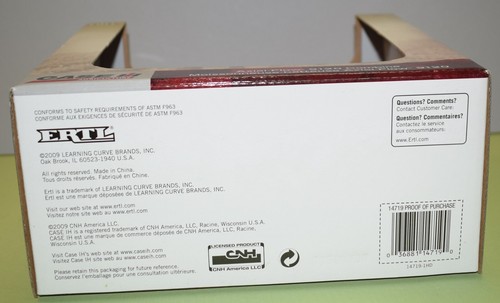 CASE IH
CONFORMS TO SAFETY REQUIREMENTS OF ASTM F963
CONFORME AUX EXIGENCES DE SÉCURITÉ DE ASTM F963
ERTL
©2009 LEARNING CURVE BRANDS, INC.
Oak Brook, IL 60523-1940 U.S.A.
All rights reserved. Made in China.
Tous droits réservés. Fabriqué en Chine.
Ertl is a trademark of LEARNING CURVE BRANDS, INC.
Ertl est une marque déposée de LEARNING CURVE BRANDS, INC.
Visit our web site at www.ertl.com
Visitez notre site web au www.ertl.com
©2009 CNH America LLC.
CASE IH is a registered trademark of CNH America, LLC, Racine, Wisconsin U.S.A.
CASE IH est une marque de commerce déposée de CNH America, LLC, Racine,
Wisconsin U.S.A.
Visit Case IH's web site at www.caseih.com
Visitez Case IH's site web au www.caseih.com
Please retain this packaging for future reference.
LICENSED PRODUCT
CNH
CNH America LLC
Questions? Comments?
Contact Customer Care:
Question? Commentaires?
Contactez le service
aux consommateurs:
www.Ertl.com
14719 PROOF OF PURCHASE
0 36881 14719 0